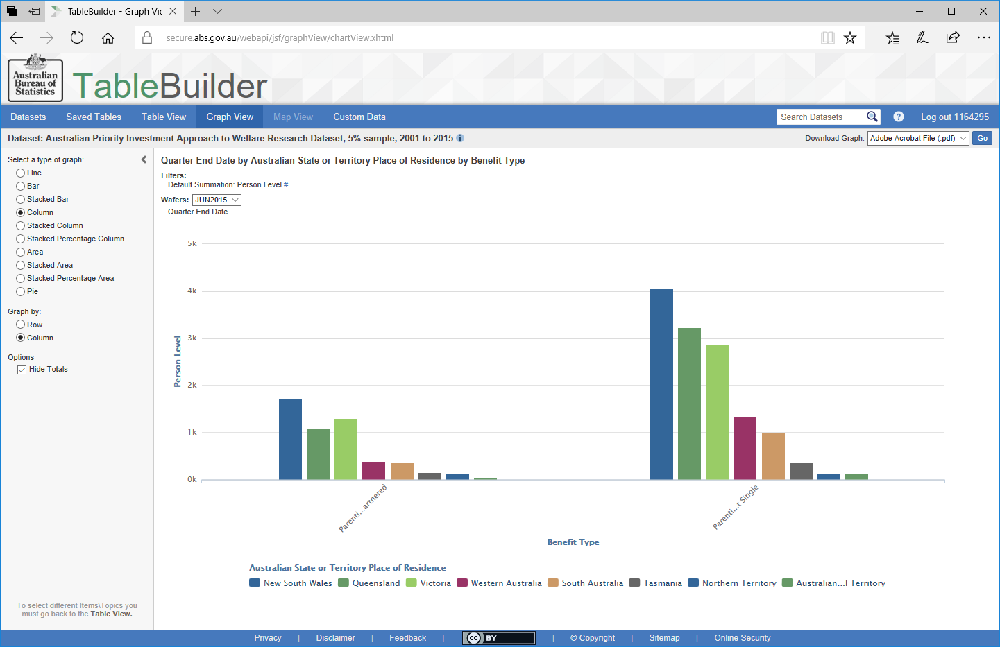 TableBuilder - Graph Vie
secure.abs.gov.au/webapi/jsf/graphView/chartView.xhtml
Australian
Bureau of
Statistics
TableBuilder
Datasets Saved Tables Table View Graph View Map View Custom Data Search Datasets ? Log out 1164295
Dataset: Australian Priority Investment Approach to Welfare Research Dataset, 5% sample, 2001 to 2015 i Download Graph: Adobe Acrobat File (.pdf) Go
Select a type of graph:
Line
Bar
Stacked Bar
Column
Stacked Column
Stacked Percentage Column
Area
Stacked Area
Stacked Percentage Area
Pie
Graph by:
Row
Column
Options
Hide Totals
To select different Items\Topics you
must go back to the Table View.
Quarter End Date by Australian State or Territory Place of Residence by Benefit Type
Filters:
Default Summation: Person Level #
Wafers: JUN2015
Quarter End Date
5k
4k
3k
2k
1k
0k
Person Level
Parenti...artnered
Parenti...t Single
Benefit Type
Australian State or Territory Place of Residence
New South Wales Queensland Victoria Western Australia South Australia Tasmania Northern Territory Australian...l Territory
Privacy | Disclaimer | Feedback | cc BY | © Copyright | Sitemap | Online Security